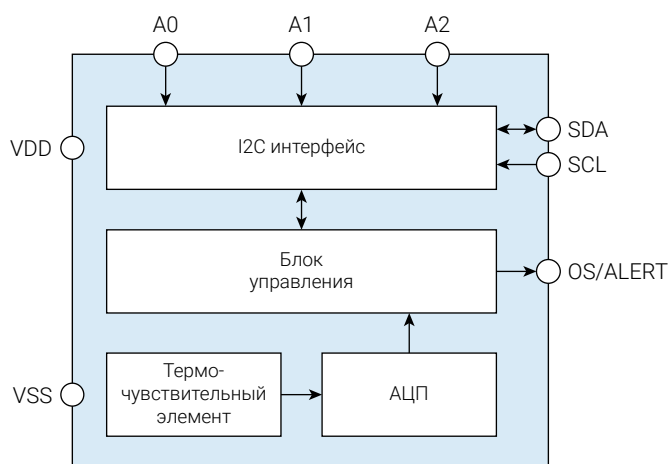 A0 A1 A2
I2C интерфейс
VDD
SDA
SCL
Блок
управления
OS/ALERT
Термо-
чувствительный
элемент
АЦП
VSS